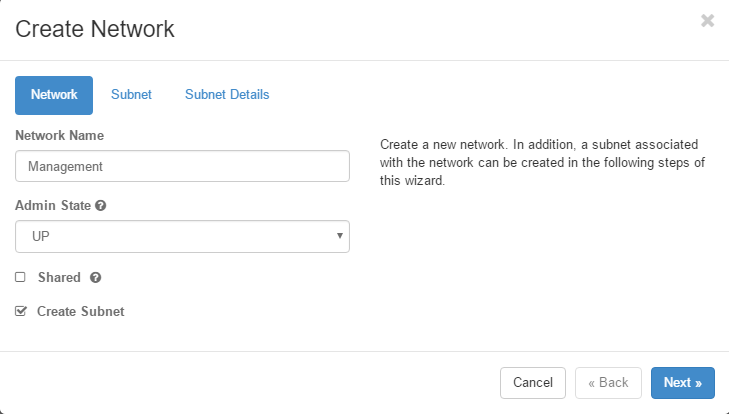 Create Network
×
Network Subnet Subnet Details
Network Name
Management
Create a new network. In addition, a subnet associated
with the network can be created in the following steps of
this wizard.
Admin State ?
UP
Shared ?
Create Subnet
Cancel « Back Next »